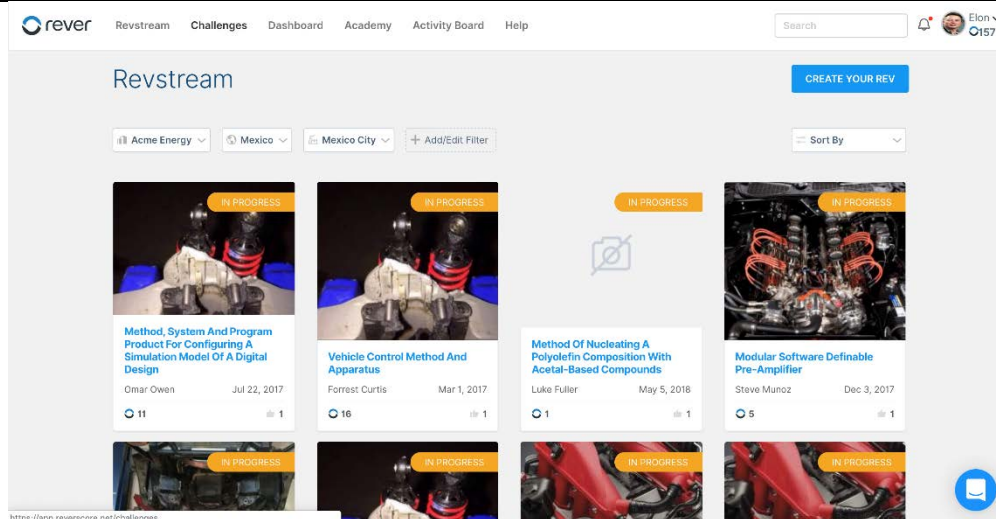 rever
Revstream Challenges Dashboard Academy Activity Board Help Search Elon
157
Revstream CREATE YOUR REV
Acme Energy Mexico Mexico City Add/Edit Filter Sort By
IN PROGRESS IN PROGRESS IN PROGRESS IN PROGRESS
Method, System And Program
Product For Configuring A
Simulation Model Of A Digital
Design
Omar Owen Jul 22, 2017
11 1
Vehicle Control Method And
Apparatus
Forrest Curtis Mar 1, 2017
16 1
Method Of Nucleating A
Polyolefin Composition With
Acetal-Based Compounds
Luke Fuller May 5, 2018
1 1
Modular Software Definable
Pre-Amplifier
Steve Munoz Dec 3, 2017
5 1
IN PROGRESS IN PROGRESS IN PROGRESS IN PROGRESS
https://app.reverscore.net/challenges